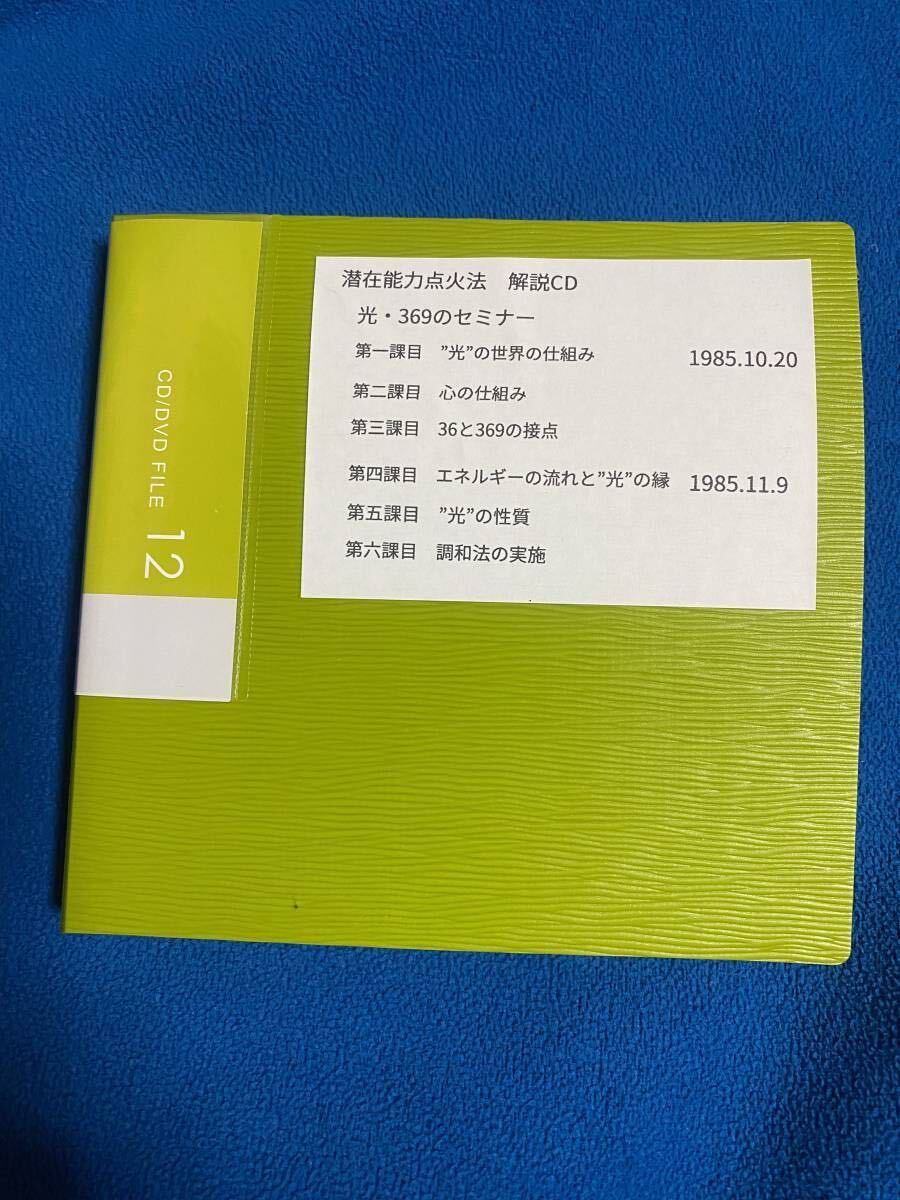 潜在能力点火法　解説CD
光・369のセミナー
第一課目　”光”の世界の仕組み　1985.10.20
第二課目　心の仕組み
第三課目　36と369の接点
第四課目　エネルギーの流れと”光”の縁　1985.11.9
第五課目　”光”の性質
第六課目　調和法の実施
CD/DVD FILE 12